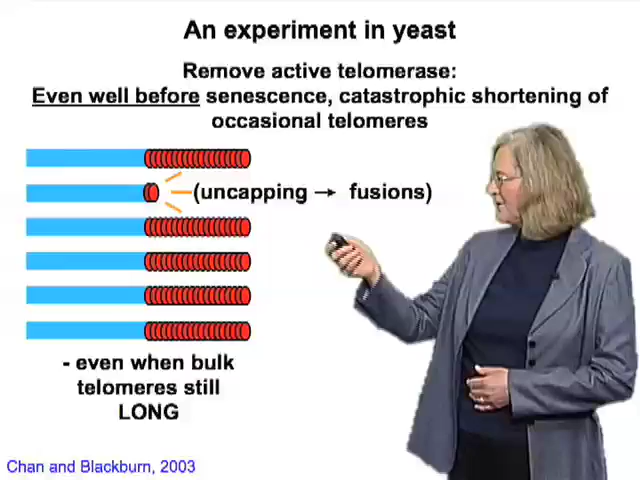 An experiment in yeast
Remove active telomerase:
Even well before senescence, catastrophic shortening of
occasional telomeres
(uncapping → fusions)
- even when bulk
telomeres still
LONG
Chan and Blackburn, 2003